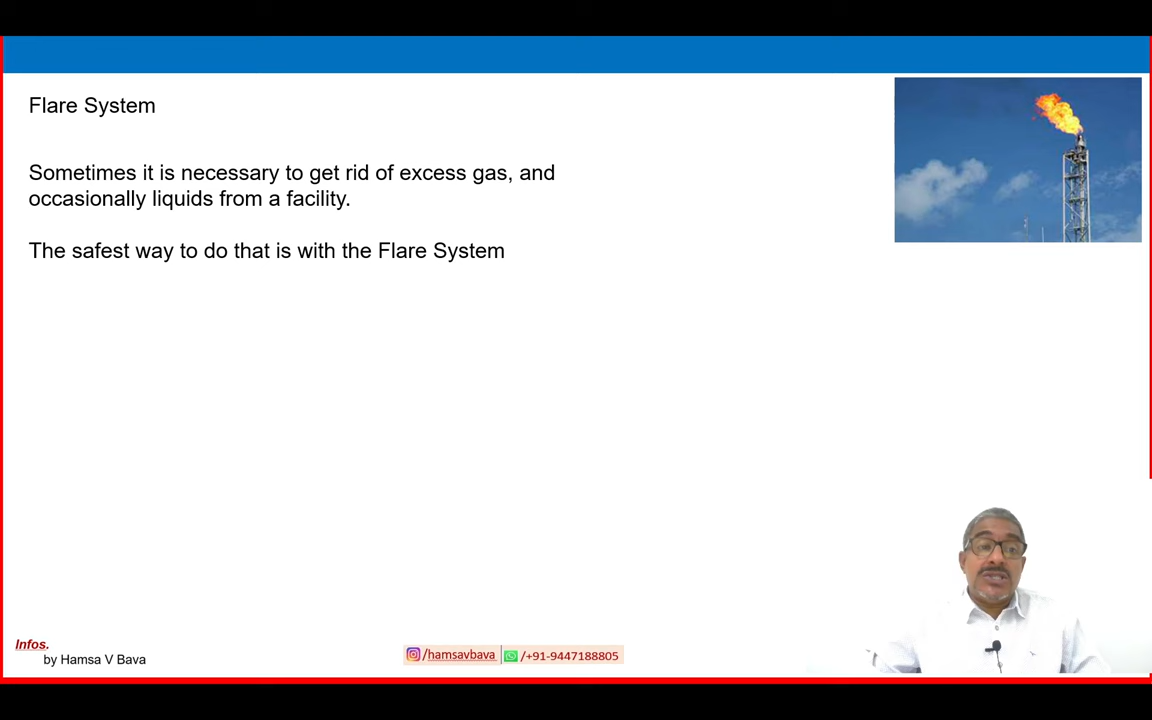 Flare System
Sometimes it is necessary to get rid of excess gas, and
occasionally liquids from a facility.
The safest way to do that is with the Flare System
Infos.
by Hamsa V Bava
/hamsavbava
/+91-9447188805